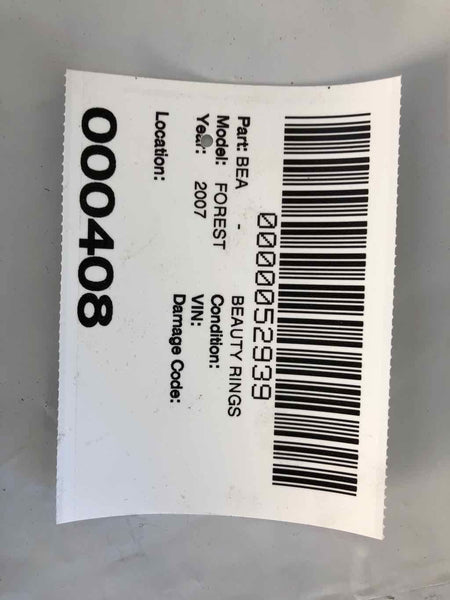 0000052939
Part: BEA - BEAUTY RINGS
Model: FOREST Condition:
Year: 2007 VIN:
Damage Code:
Location:
000408